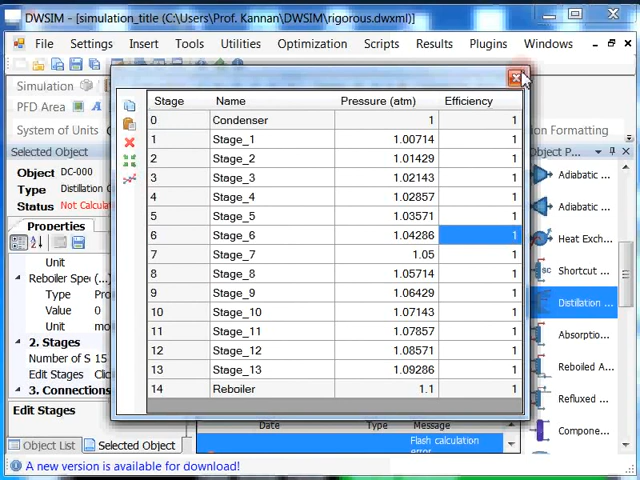 DWSIM - [simulation_title (C:\Users\Prof. Kannan\DWSIM\rigorous.dwxml)]
File Settings Insert Tools Utilities Optimization Scripts Results Plugins Windows
Simulation
PFD Area
System of Units
Formatting
Selected Object
Object DC-000
Type Distillation C
Status Not Calcula
Properties
Unit
Reboiler Spe (
Type Pro
Value 0
Unit mo
2. Stages
Number of S 15
Edit Stages Clic
3. Connections
Edit Stages
Object List Selected Object
Stage Name Pressure (atm) Efficiency
0 Condenser 1 1
1 Stage_1 1.00714 1
2 Stage_2 1.01429 1
3 Stage_3 1.02143 1
4 Stage_4 1.02857 1
5 Stage_5 1.03571 1
6 Stage_6 1.04286 1
7 Stage_7 1.05 1
8 Stage_8 1.05714 1
9 Stage_9 1.06429 1
10 Stage_10 1.07143 1
11 Stage_11 1.07857 1
12 Stage_12 1.08571 1
13 Stage_13 1.09286 1
14 Reboiler 1.1 1
Date Type Message
Flash calculation
error
Object P...
Adiabatic ...
Adiabatic ...
Heat Exch...
Shortcut ...
Distillation ...
Absorptio...
Reboiled A...
Refluxed ...
Compone...
A new version is available for download!